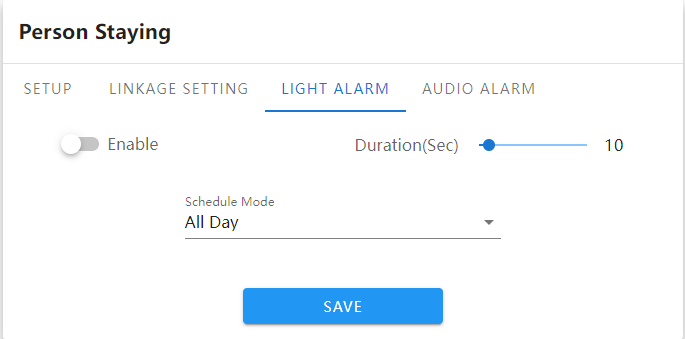 Person Staying
SETUP LINKAGE SETTING LIGHT ALARM AUDIO ALARM
Enable Duration(Sec) 10
Schedule Mode
All Day
SAVE